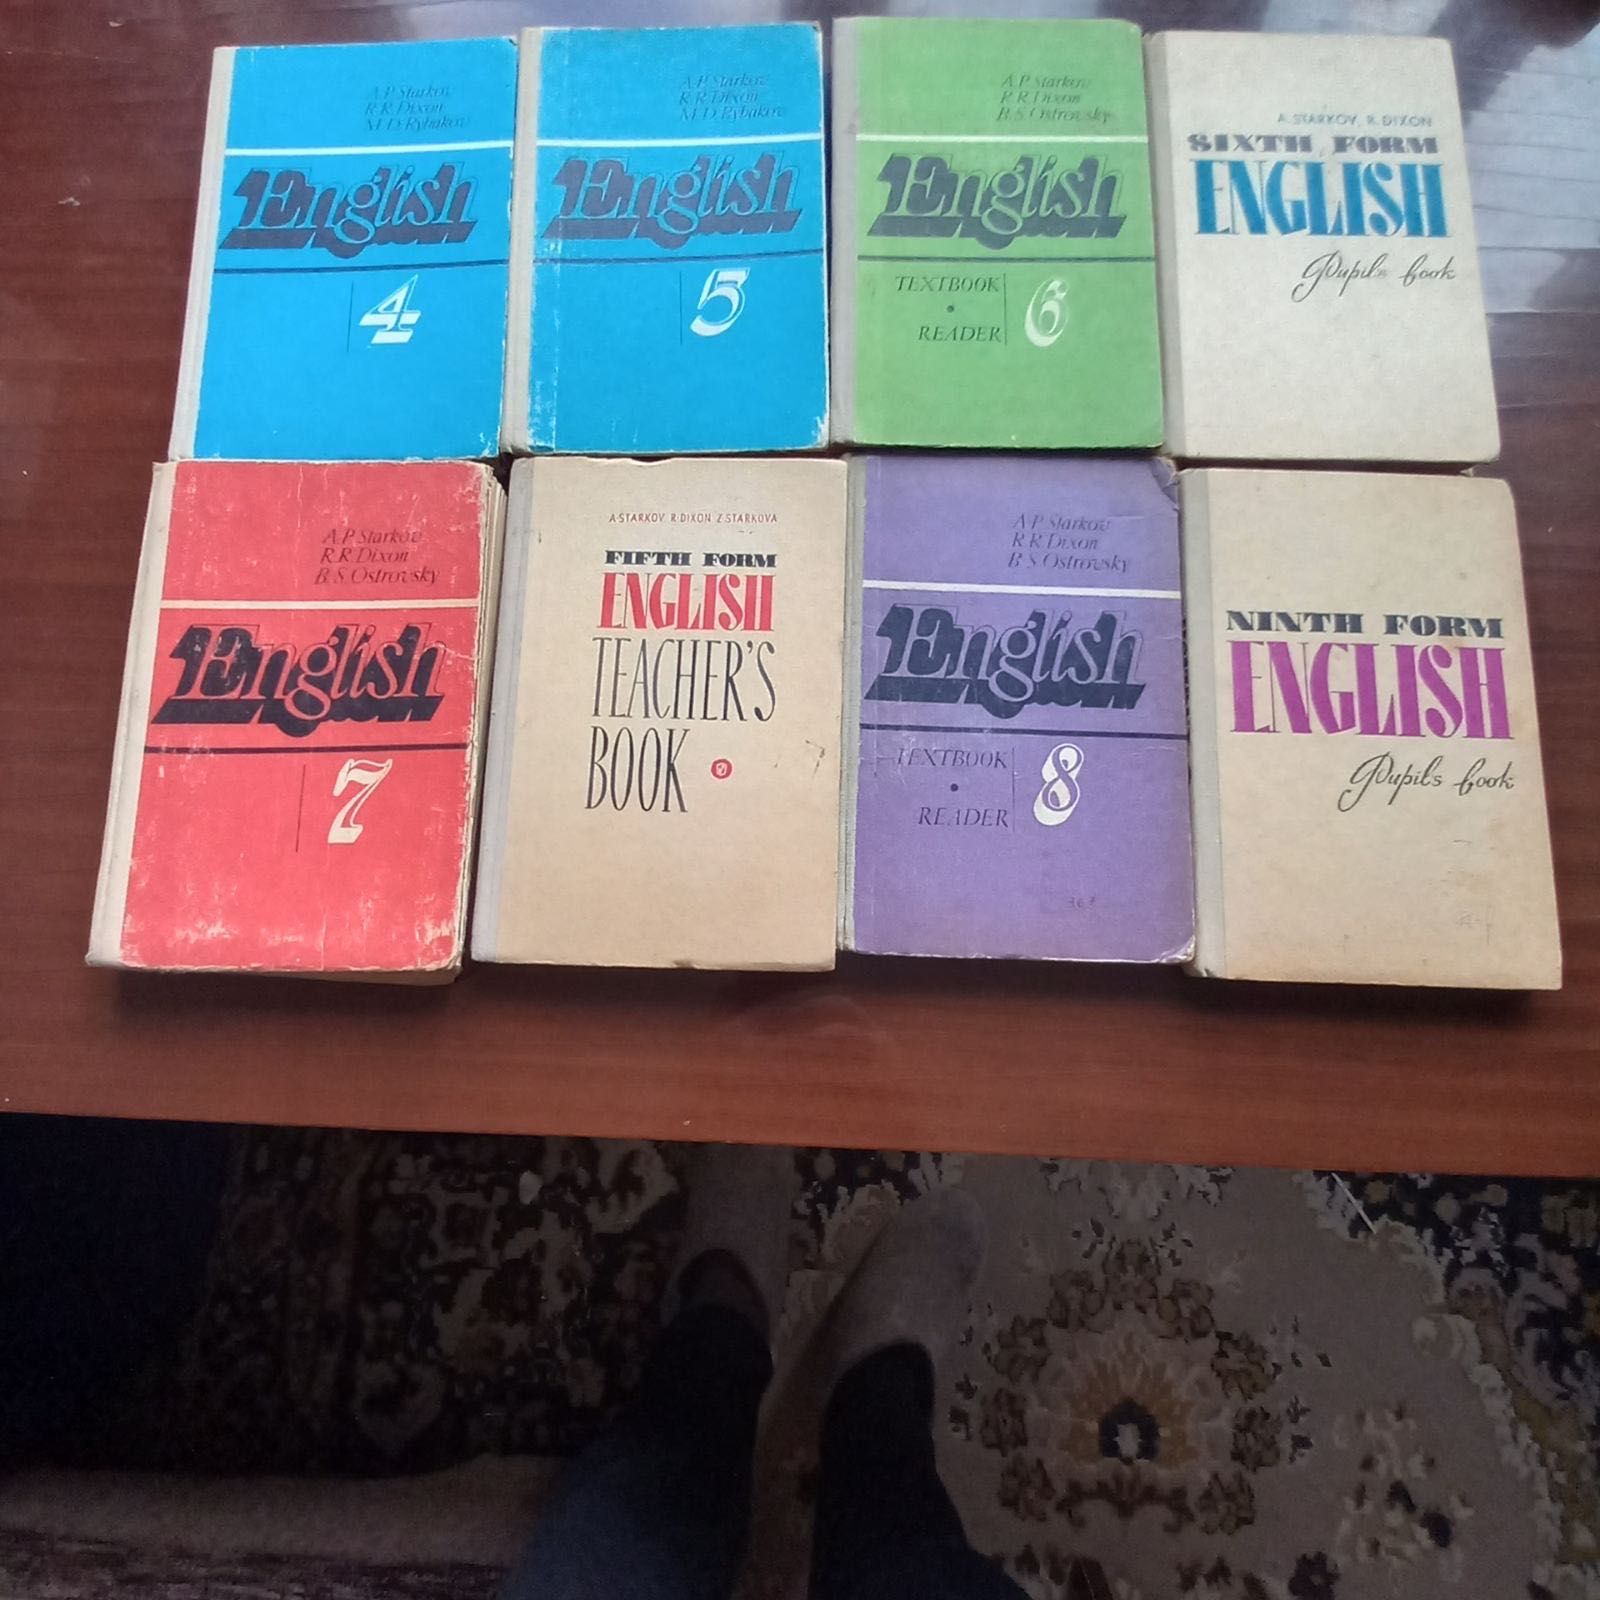 A.P. Starkov
R.R. Dixon
M.D. Rybakov
English
4
A.P. Starkov
R.R. Dixon
M.D. Rybakov
English
5
A.P. Starkov
R.R. Dixon
B.S. Ostrovsky
English
TEXTBOOK
•
READER
6
A. STARKOV, R. DIXON
SIXTH FORM
ENGLISH
Pupil's book
A.P. Starkov
R.R. Dixon
B.S. Ostrovsky
English
7
A.STARKOV R.DIXON Z.STARKOVA
FIFTH FORM
ENGLISH
TEACHER'S
BOOK
A.P. Starkov
R.R. Dixon
B.S. Ostrovsky
English
TEXTBOOK
•
READER
8
NINTH FORM
ENGLISH
Pupil's book